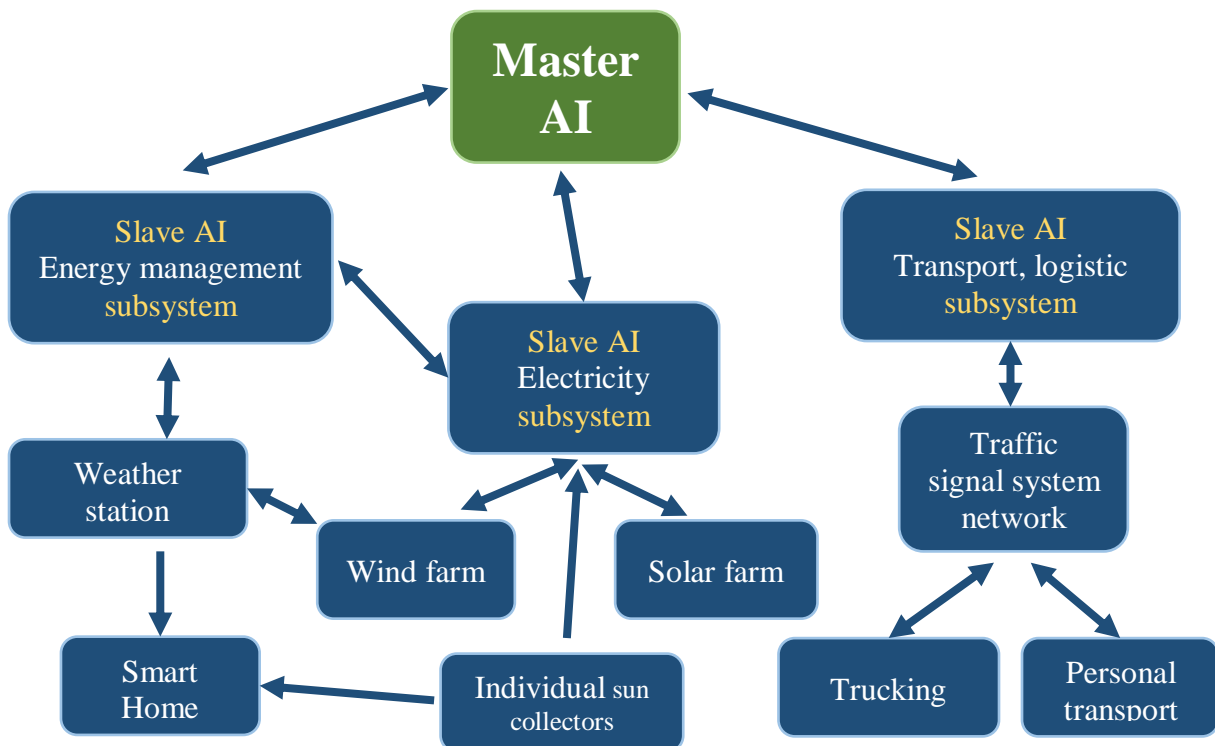 Master
AI
Slave AI
Energy management
subsystem
Slave AI
Transport, logistic
subsystem
Slave AI
Electricity
subsystem
Weather
station
Traffic
signal system
network
Wind farm
Solar farm
Smart
Home
Individual sun
collectors
Trucking
Personal
transport